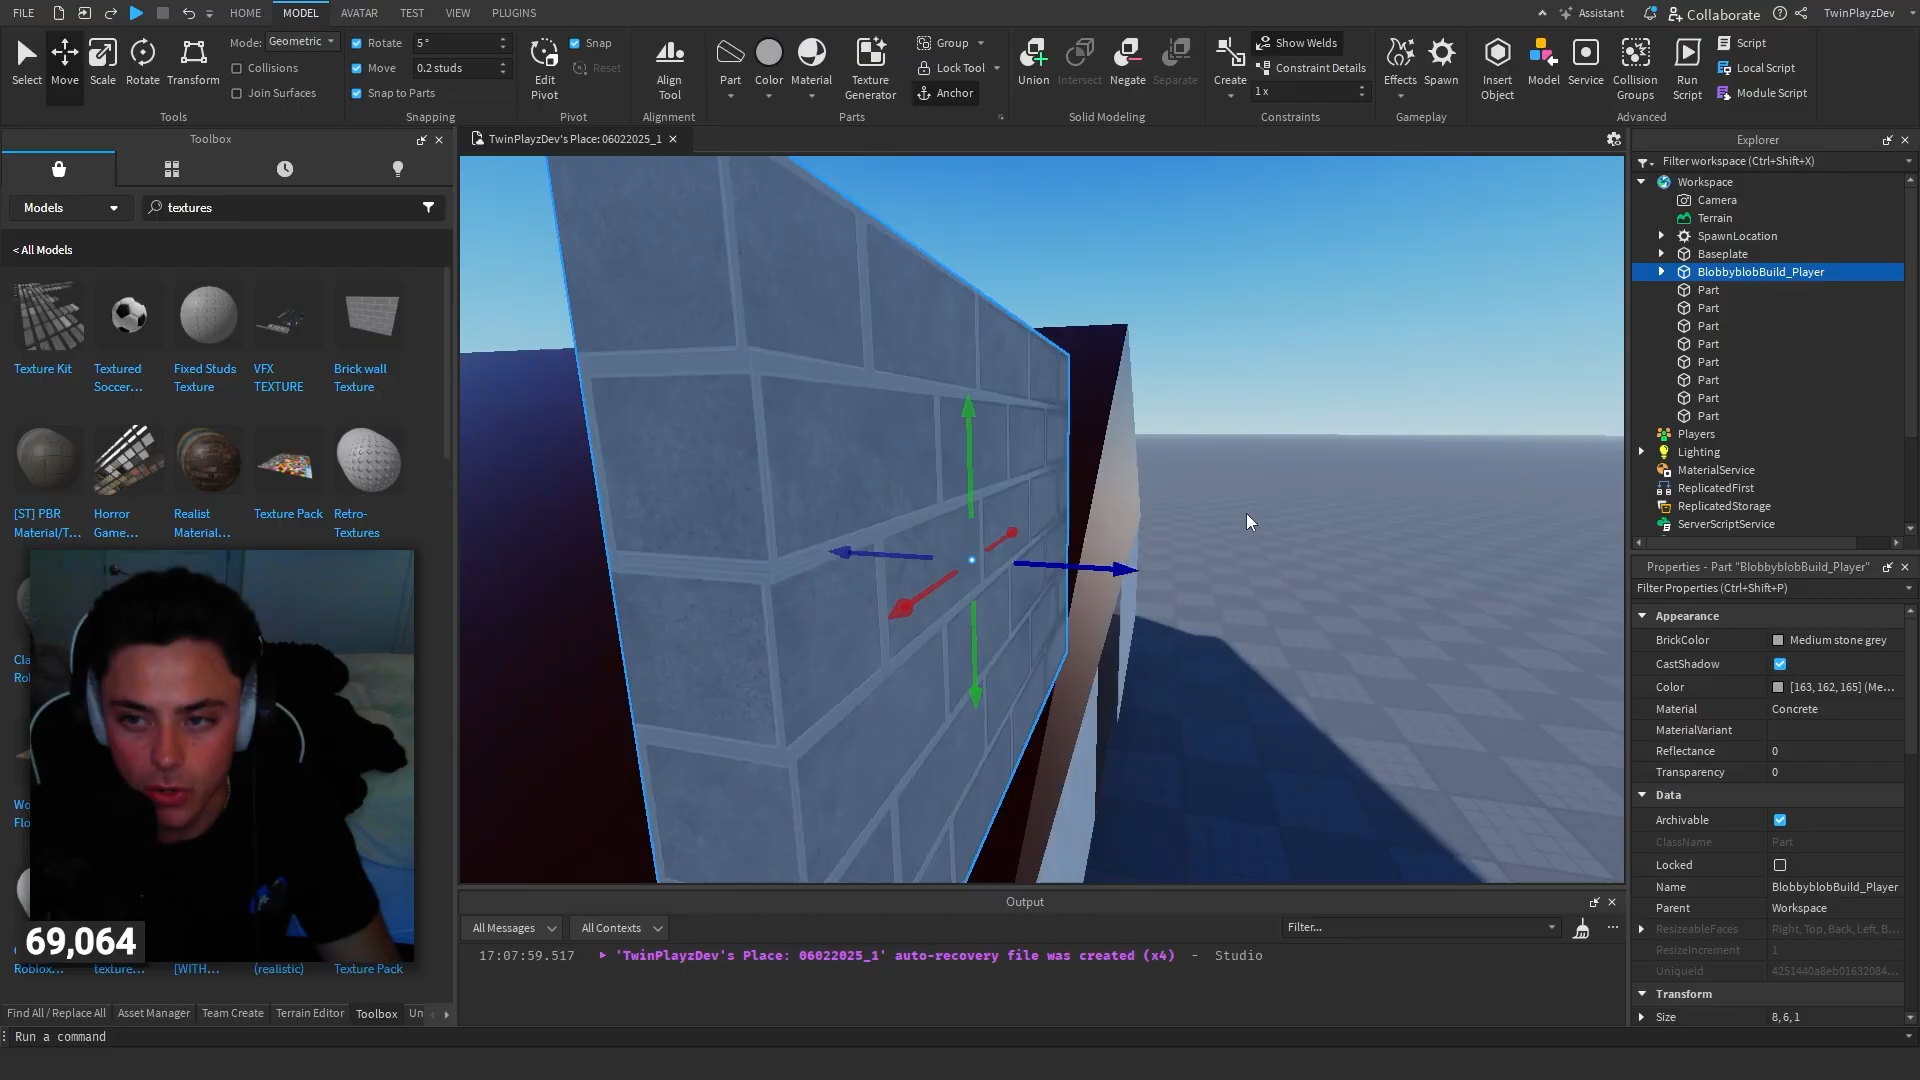 FILE HOME MODEL AVATAR TEST VIEW PLUGINS Assistant Collaborate TwinPlayzDev
Select Move Scale Rotate Transform
Mode: Geometric
Collisions
Join Surfaces
Tools
Rotate 5°
Move 0.2 studs
Snap to Parts
Snapping
Edit Pivot
Snap
Reset
Pivot
Align Tool
Alignment
Part Color Material Texture Generator
Group
Lock Tool
Anchor
Parts
Union Intersect Negate Separate
Solid Modeling
Create
Show Welds
Constraint Details
1 x
Constraints
Effects Spawn
Gameplay
Insert Object
Model Service Collision Groups
Run Script
Script
Local Script
Module Script
Advanced
Toolbox
Models textures
< All Models
Texture Kit
Textured Soccer...
Fixed Studs Texture
VFX TEXTURE
Brick wall Texture
[ST] PBR Material/T...
Horror Game...
Realist Material...
Texture Pack
Retro-Textures
Cla
Ro
Wo
Flo
69,064
Roblox... texture... [WITH... (realistic) Texture Pack
Find All / Replace All Asset Manager Team Create Terrain Editor Toolbox Un
Run a command
TwinPlayzDev's Place: 06022025_1
Output
All Messages All Contexts Filter...
17:07:59.517 'TwinPlayzDev's Place: 06022025_1' auto-recovery file was created (x4) - Studio
Explorer
Filter workspace (Ctrl+Shift+X)
Workspace
Camera
Terrain
SpawnLocation
Baseplate
BlobbyblobBuild_Player
Part
Part
Part
Part
Part
Part
Part
Part
Players
Lighting
MaterialService
ReplicatedFirst
ReplicatedStorage
ServerScriptService
Properties - Part "BlobbyblobBuild_Player"
Filter Properties (Ctrl+Shift+P)
Appearance
BrickColor Medium stone grey
CastShadow
Color [163, 162, 165] (Me...
Material Concrete
MaterialVariant
Reflectance 0
Transparency 0
Data
Archivable
ClassName Part
Locked
Name BlobbyblobBuild_Player
Parent Workspace
ResizeableFaces Right, Top, Back, Left, B...
ResizeIncrement 1
UniqueId 4251440a8eb01632084...
Transform
Size 8, 6, 1